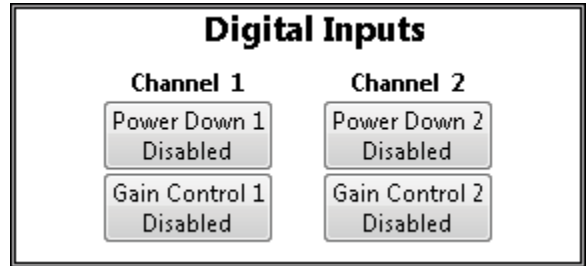 Digital Inputs
Channel 1
Channel 2
Power Down 1
Disabled
Power Down 2
Disabled
Gain Control 1
Disabled
Gain Control 2
Disabled